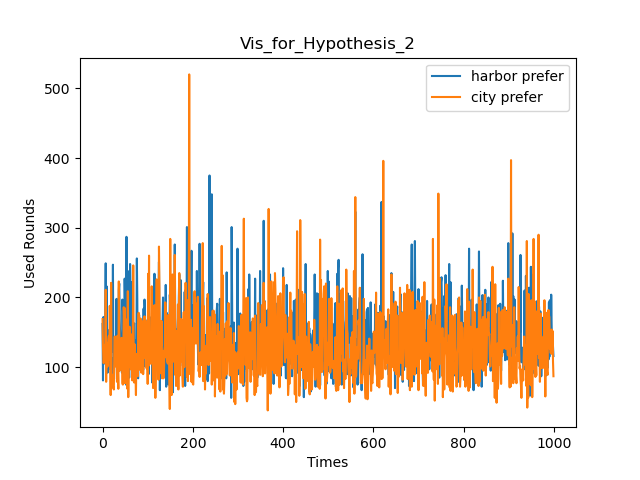 Vis_for_Hypothesis_2
harbor prefer
city prefer
500
400
300
200
100
Used Rounds
0
200
400
600
800
1000
Times